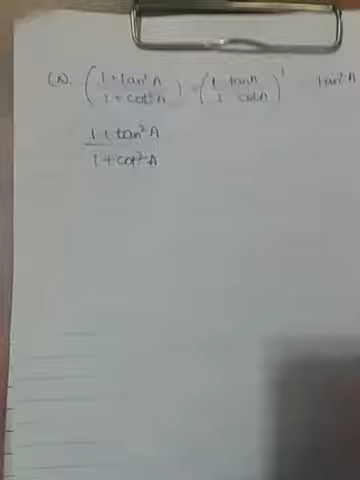 (x) (1+tan²A / 1+cot²A) = (1 tanA / 1 cotA)² tan²A
1+tan²A
1+cot²A